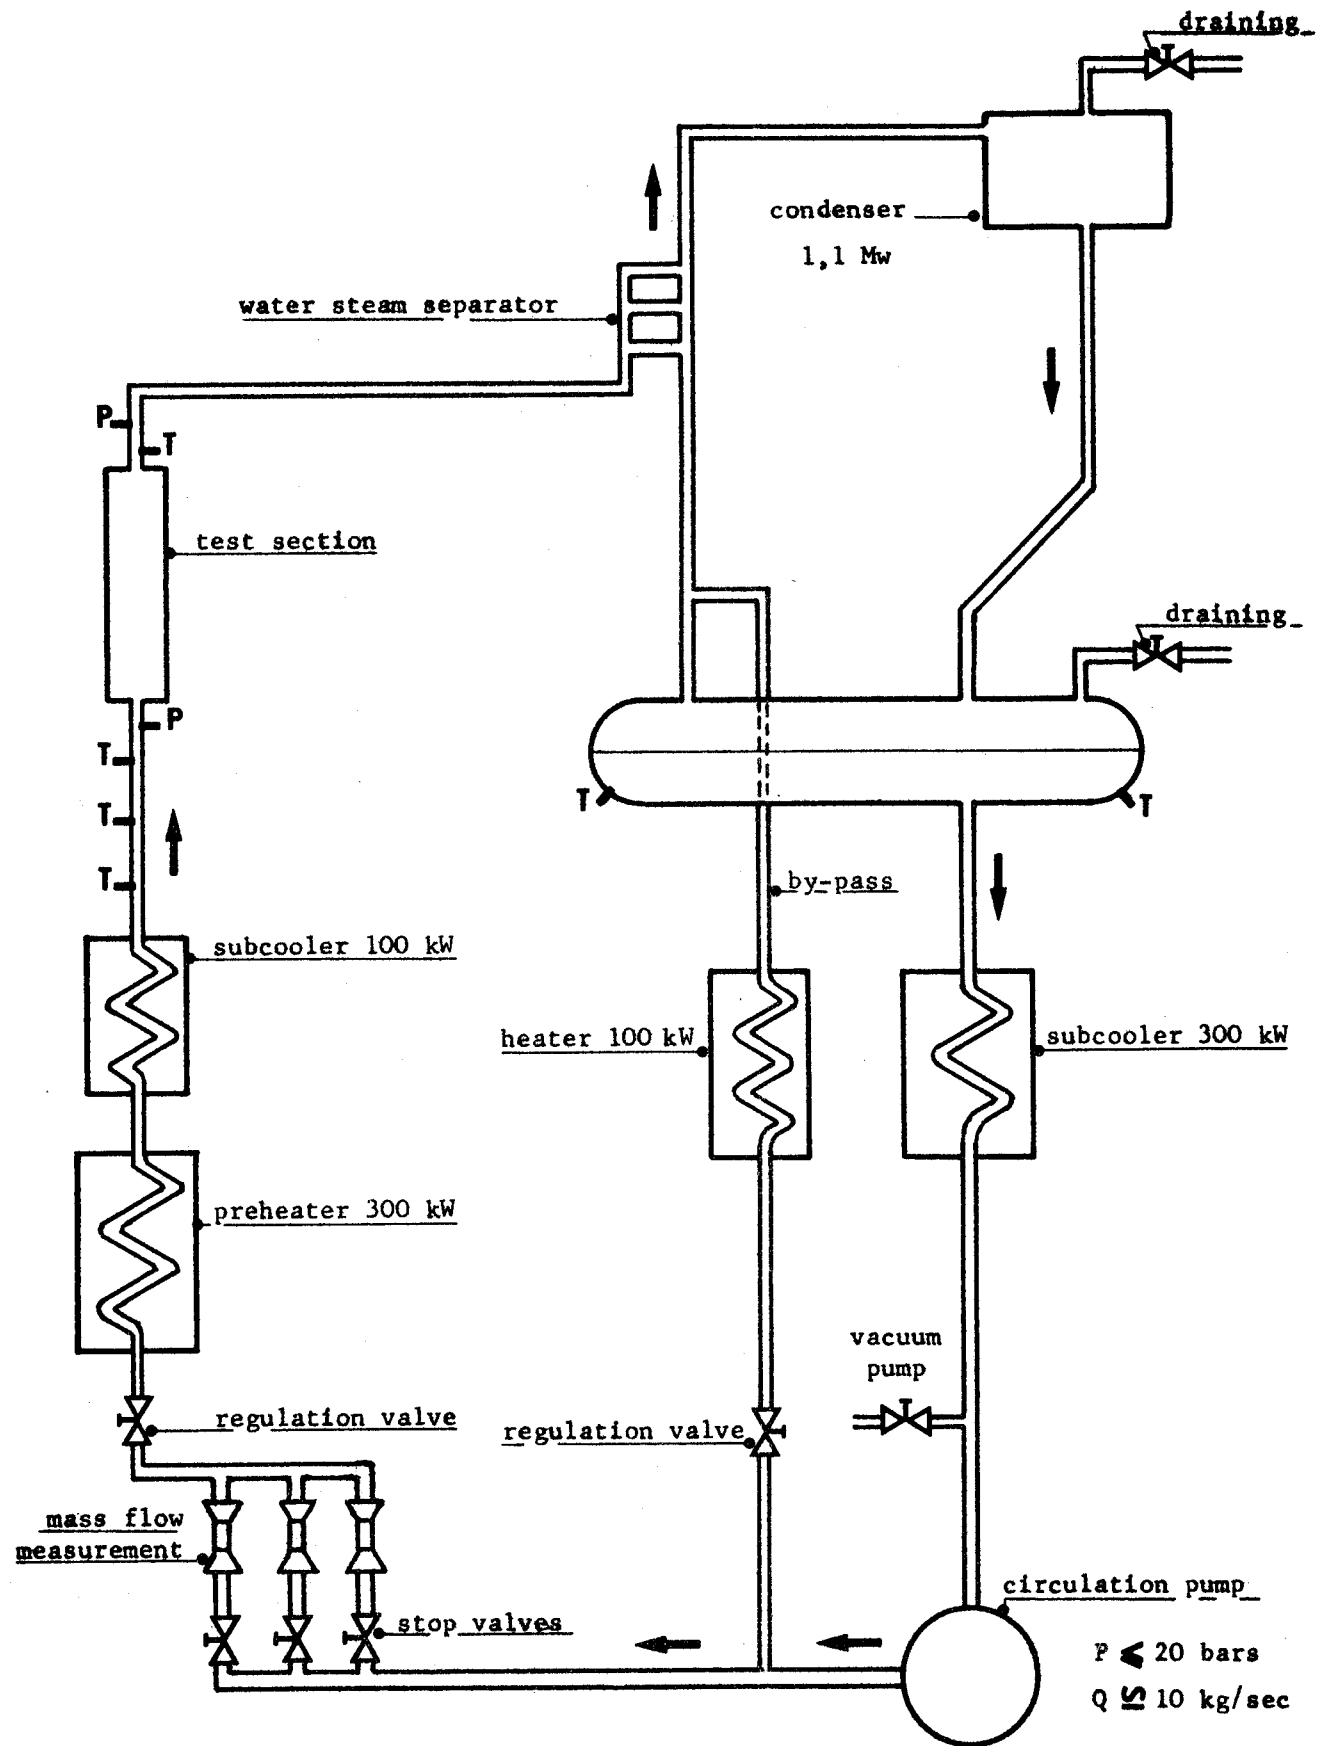 draining
condenser
1,1 Mw
water steam separator
P
T
test section
draining
P
T
T
T
T
T
by-pass
subcooler 100 kW
heater 100 kW
subcooler 300 kW
preheater 300 kW
vacuum
pump
regulation valve
regulation valve
mass flow
measurement
stop valves
circulation pump
P ⩽ 20 bars
Q ≦ 10 kg/sec